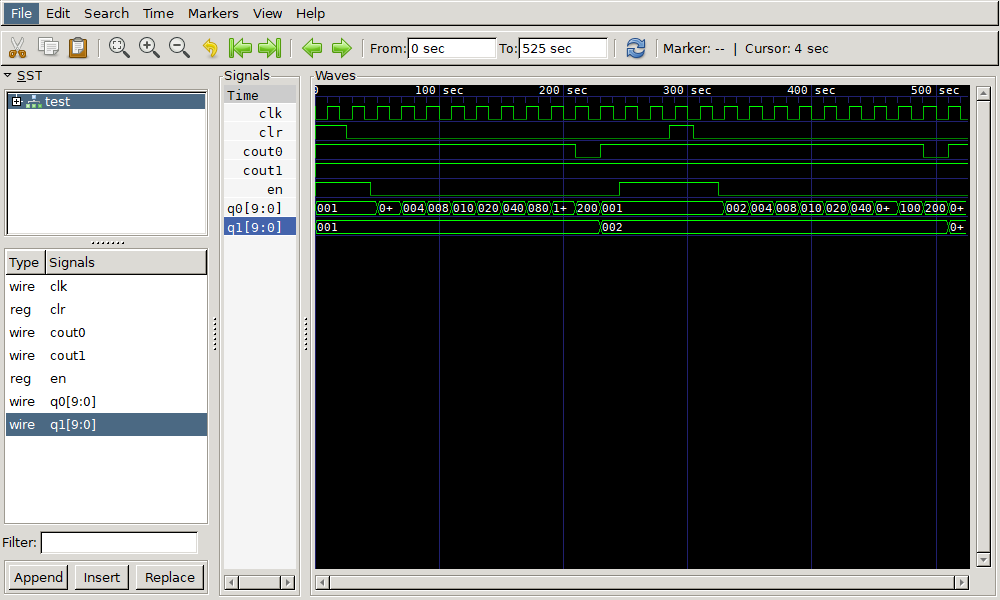 File Edit Search Time Markers View Help
From: 0 sec To: 525 sec Marker: -- | Cursor: 4 sec
SST
test
Type Signals
wire clk
reg clr
wire cout0
wire cout1
reg en
wire q0[9:0]
wire q1[9:0]
Filter:
Append Insert Replace
Signals
Time
clk
clr
cout0
cout1
en
q0[9:0]
q1[9:0]
Waves
0 100 sec 200 sec 300 sec 400 sec 500 sec
001 0+ 004 008 010 020 040 080 1+ 200 001 002 004 008 010 020 040 0+ 100 200 0+
001 002 0+